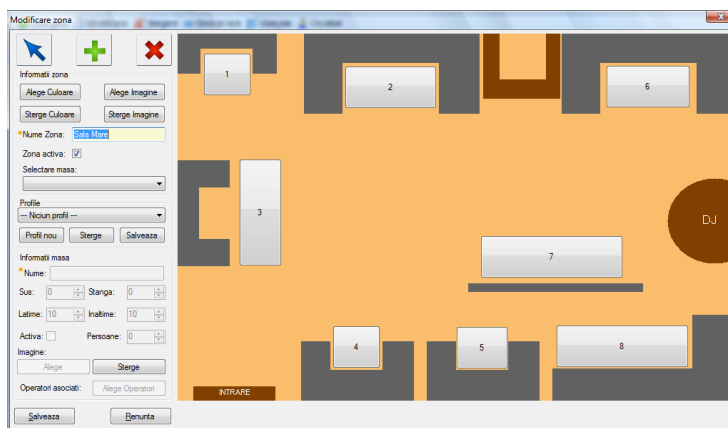 Modificare zona
Informatii zona
Alege Culoare
Alege Imagine
Sterge Culoare
Sterge Imagine
*Nume Zona: Sala Mare
Zona activa:
Selectare masa:
Profile
--- Niciun profil ---
Profil nou
Sterge
Salveaza
Informatii masa
*Nume:
Sus: 0 Stanga: 0
Latime: 10 Inaltime: 10
Activa: Persoane: 0
Imagine:
Alege
Sterge
Operatori asociati: Alege Operatori
Salveaza
Renunta
1
2
6
3
DJ
7
4
5
8
INTRARE